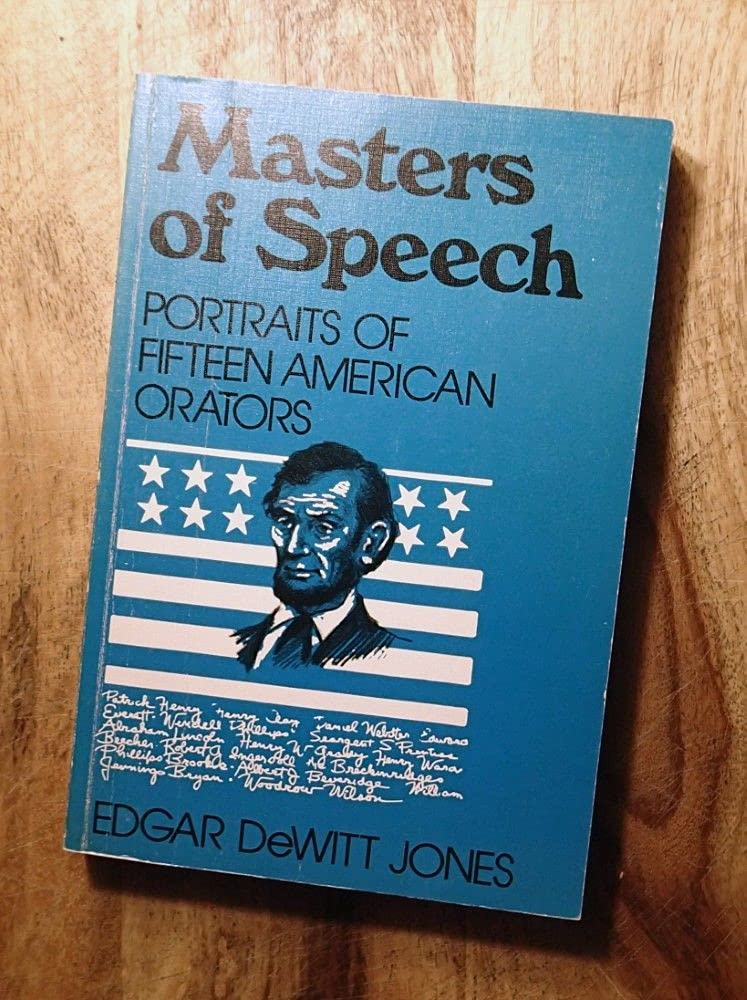 Masters
of Speech
PORTRAITS OF
FIFTEEN AMERICAN
ORATORS
Patrick Henry Henry Daniel Webster Edward
Everett Wendell Phillips Seargent S Prentiss
Abraham Lincoln Henry W Grady Henry Ward
Beecher Robert G Ingersoll Breckinridges
Phillips Brooks Albert J Beveridge William
Jennings Bryan Woodrow Wilson
EDGAR DeWITT JONES